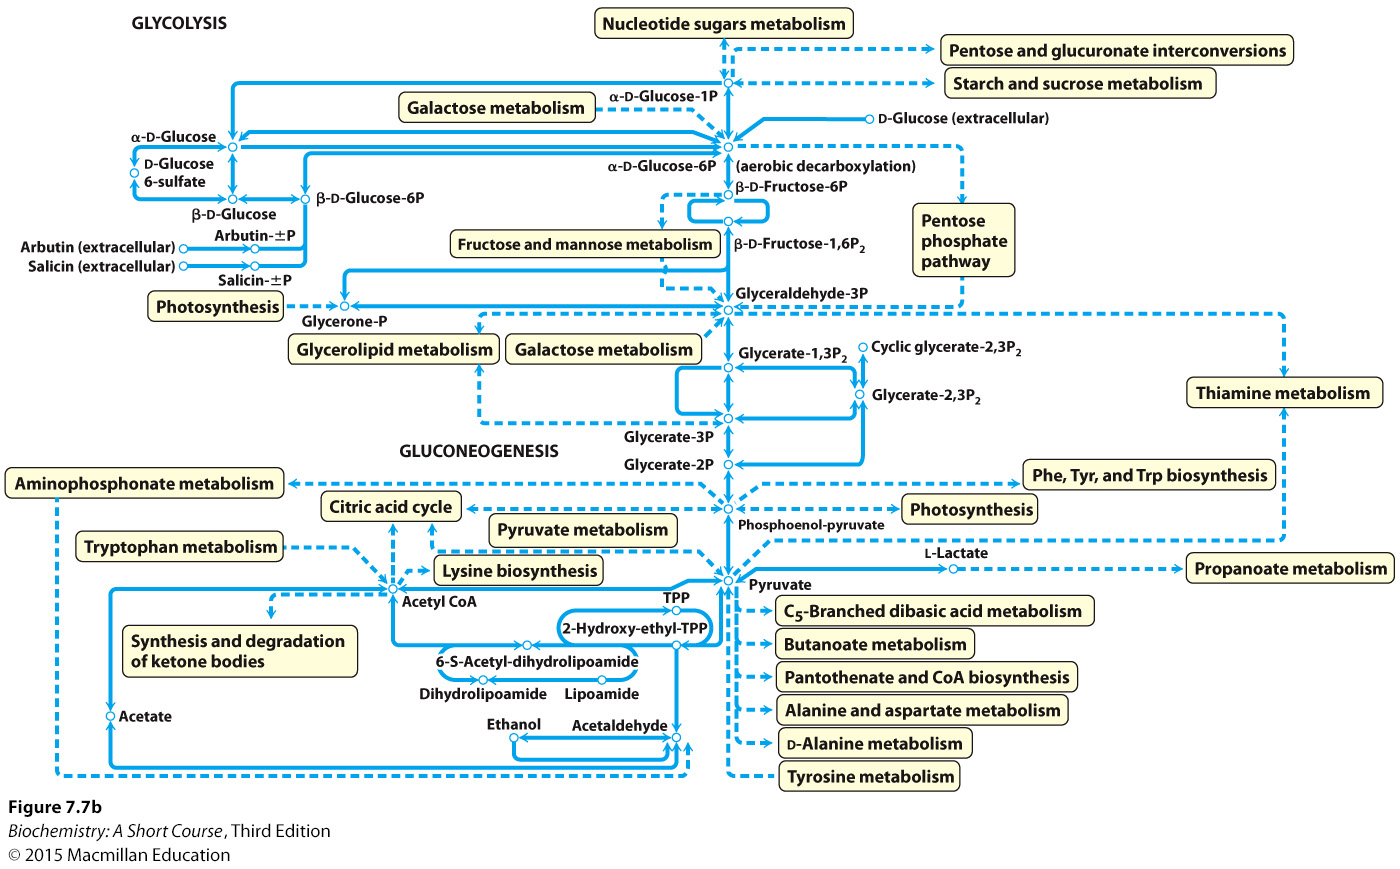 GLYCOLYSIS
Nucleotide sugars metabolism
Pentose and glucuronate interconversions
Starch and sucrose metabolism
α-D-Glucose-1P
Galactose metabolism
D-Glucose (extracellular)
α-D-Glucose
D-Glucose
6-sulfate
α-D-Glucose-6P
(aerobic decarboxylation)
β-D-Fructose-6P
β-D-Glucose
β-D-Glucose-6P
Pentose
phosphate
pathway
Arbutin (extracellular)
Arbutin-±P
Fructose and mannose metabolism
β-D-Fructose-1,6P₂
Salicin (extracellular)
Salicin-±P
Photosynthesis
Glyceraldehyde-3P
Glycerone-P
Glycerolipid metabolism
Galactose metabolism
Glycerate-1,3P₂
Cyclic glycerate-2,3P₂
Glycerate-2,3P₂
Thiamine metabolism
Glycerate-3P
GLUCONEOGENESIS
Glycerate-2P
Aminophosphonate metabolism
Phe, Tyr, and Trp biosynthesis
Citric acid cycle
Photosynthesis
Pyruvate metabolism
Phosphoenol-pyruvate
Tryptophan metabolism
L-Lactate
Lysine biosynthesis
Propanoate metabolism
Pyruvate
Acetyl CoA
TPP
C₅-Branched dibasic acid metabolism
2-Hydroxy-ethyl-TPP
Synthesis and degradation
of ketone bodies
Butanoate metabolism
6-S-Acetyl-dihydrolipoamide
Pantothenate and CoA biosynthesis
Dihydrolipoamide
Lipoamide
Alanine and aspartate metabolism
Acetate
Ethanol
Acetaldehyde
D-Alanine metabolism
Tyrosine metabolism
Figure 7.7b
Biochemistry: A Short Course, Third Edition
© 2015 Macmillan Education